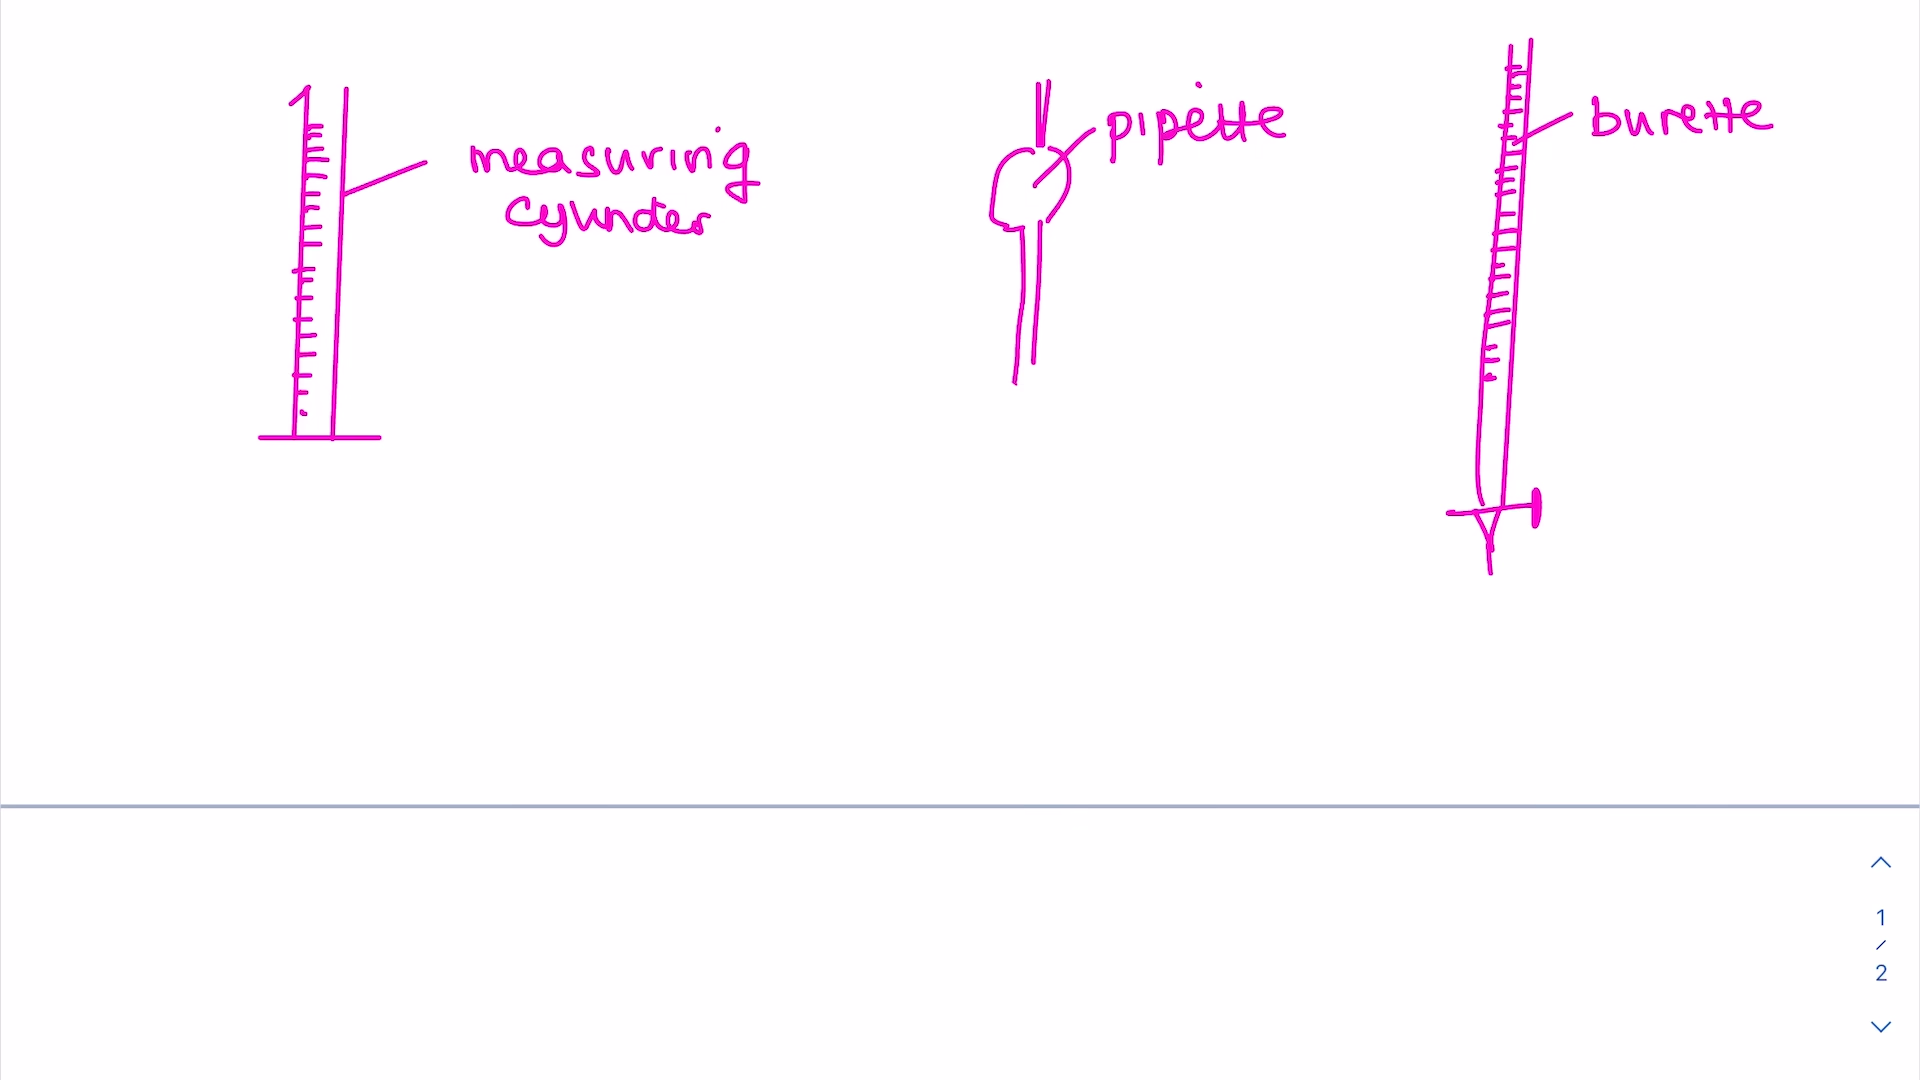 measuring
cylinder
pipette
burette
1
/
2